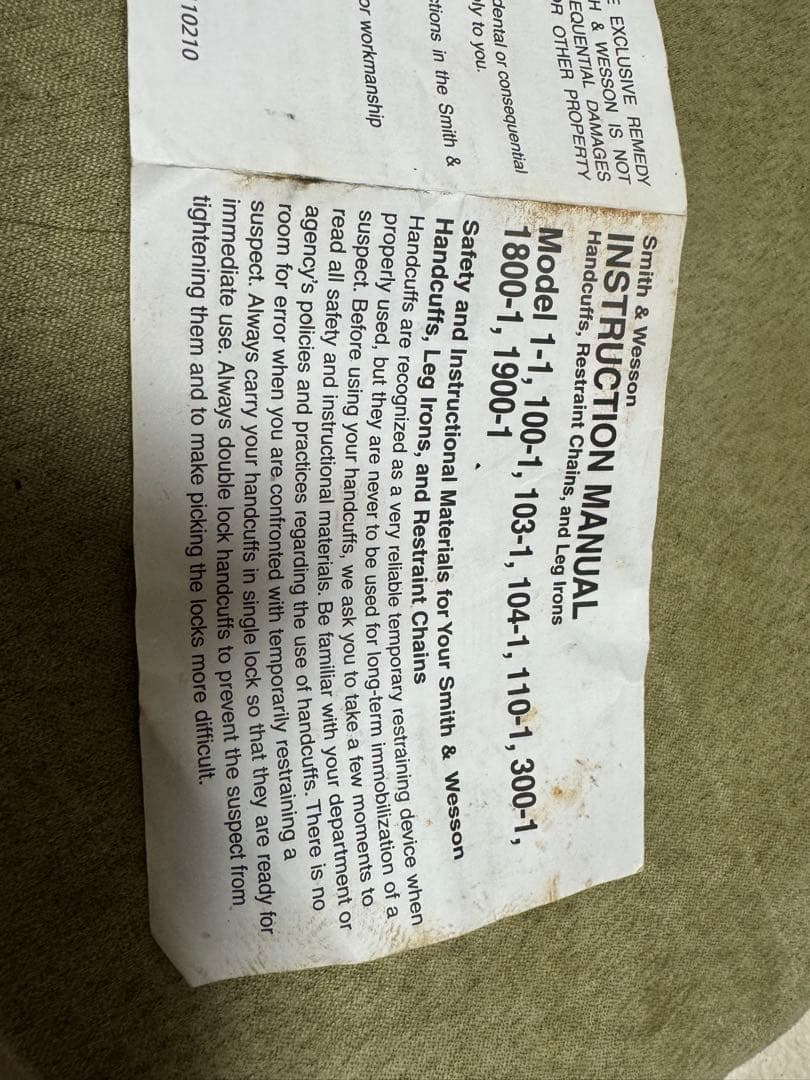 E EXCLUSIVE REMEDY
H & WESSON IS NOT
EQUENTIAL DAMAGES
OR OTHER PROPERTY
dental or consequential
ly to you.
ctions in the Smith &
or workmanship
10210
Smith & Wesson
INSTRUCTION MANUAL
Handcuffs, Restraint Chains, and Leg Irons
Model 1-1, 100-1, 103-1, 104-1, 110-1, 300-1,
1800-1, 1900-1
Safety and Instructional Materials for Your Smith & Wesson
Handcuffs, Leg Irons, and Restraint Chains
Handcuffs are recognized as a very reliable temporary restraining device when
properly used, but they are never to be used for long-term immobilization of a
suspect. Before using your handcuffs, we ask you to take a few moments to
read all safety and instructional materials. Be familiar with your department or
agency's policies and practices regarding the use of handcuffs. There is no
room for error when you are confronted with temporarily restraining a
suspect. Always carry your handcuffs in single lock so that they are ready for
immediate use. Always double lock handcuffs to prevent the suspect from
tightening them and to make picking the locks more difficult.